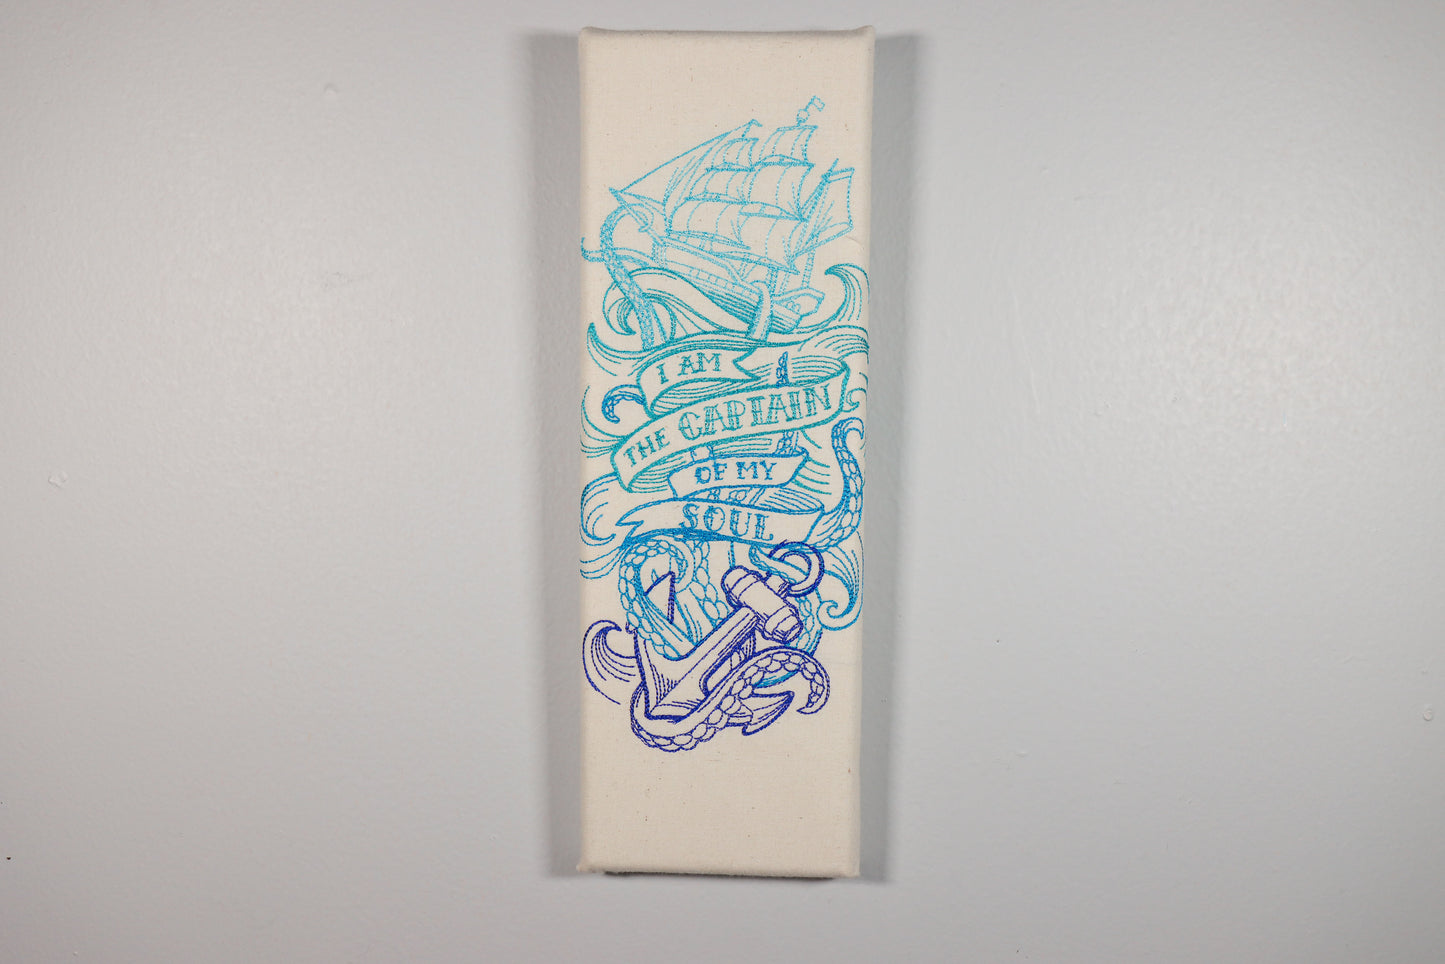 I AM
THE CAPTAIN
OF MY
SOUL